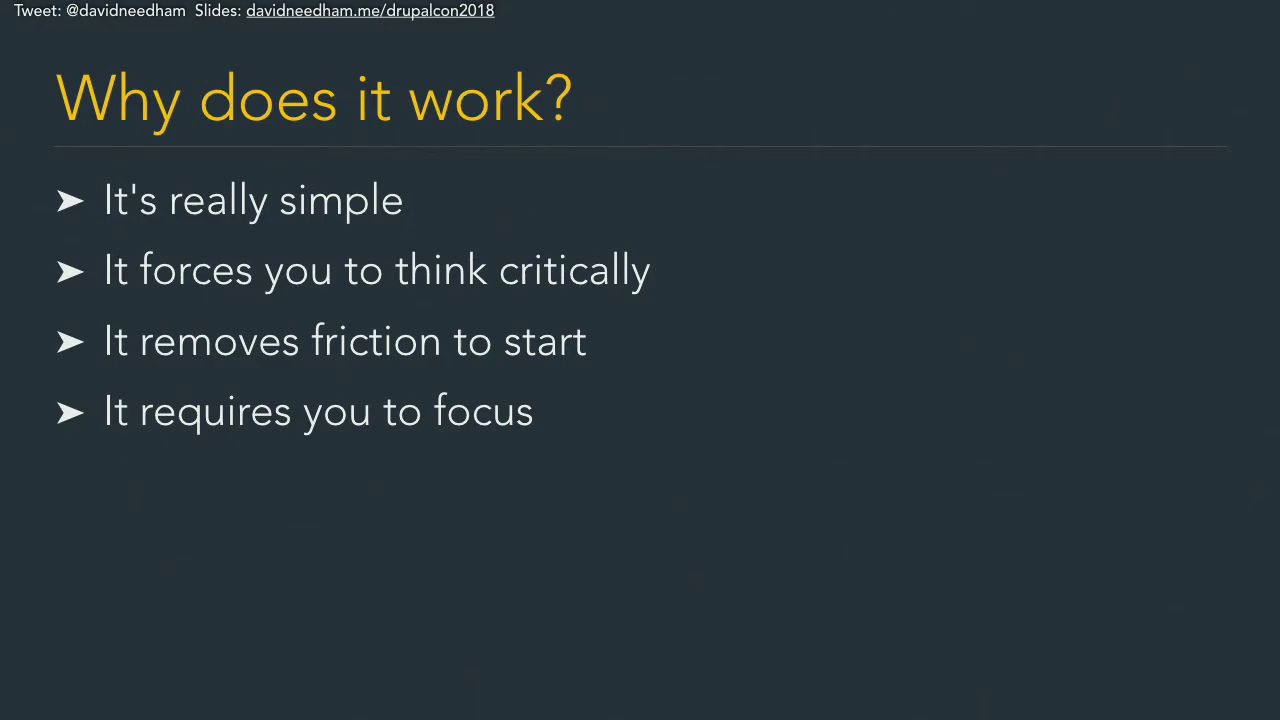 Tweet: @davidneedham Slides: davidneedham.me/drupalcon2018
Why does it work?
➤ It's really simple
➤ It forces you to think critically
➤ It removes friction to start
➤ It requires you to focus